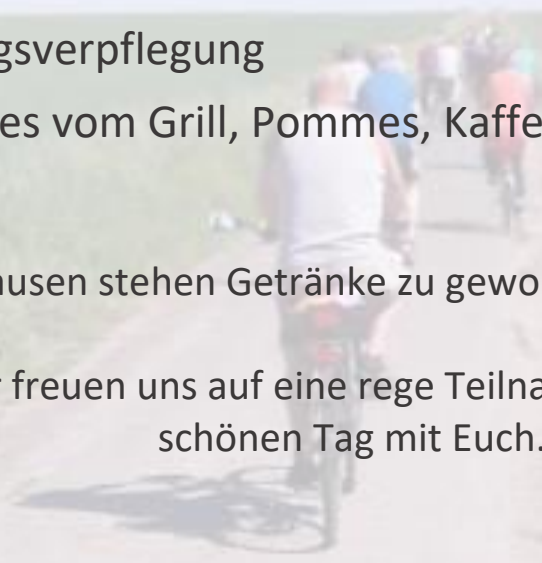 gsverpflegung
es vom Grill, Pommes, Kaffe
ausen stehen Getränke zu gewo
r freuen uns auf eine rege Teilna
schönen Tag mit Euch.